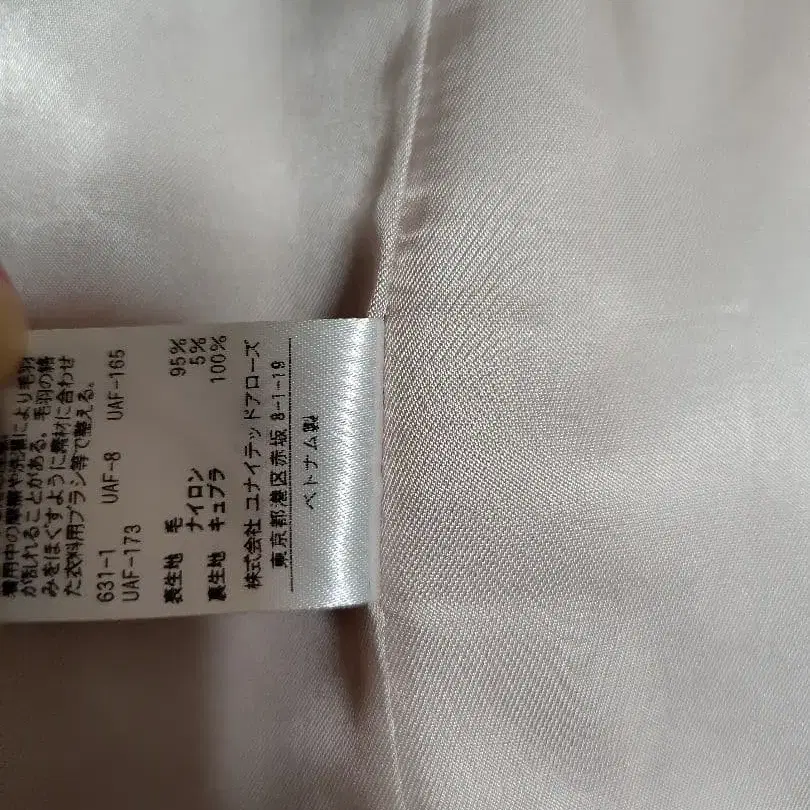 着用中の摩擦や洗濯により毛羽
が乱れることがある。毛羽の絡
みをほぐすように素材に合わせ
た衣料用ブラシ等で整える。
631-1 UAF-8 UAF-165
UAF-173
表生地 毛 95%
ナイロン 5%
裏生地 キュプラ 100%
株式会社 ユナイテッドアローズ
東京都港区赤坂 8-1-19
ベトナム製